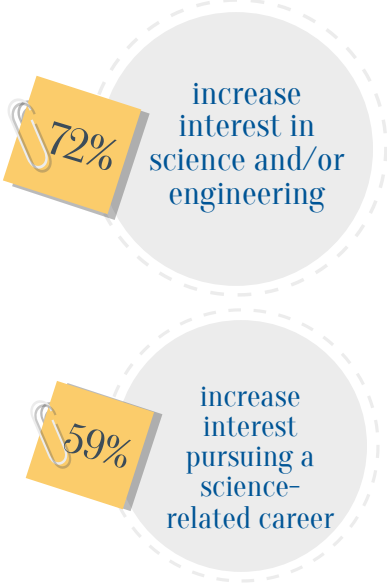 72%
increase
interest in
science and/or
engineering
59%
increase
interest
pursuing a
science-
related career